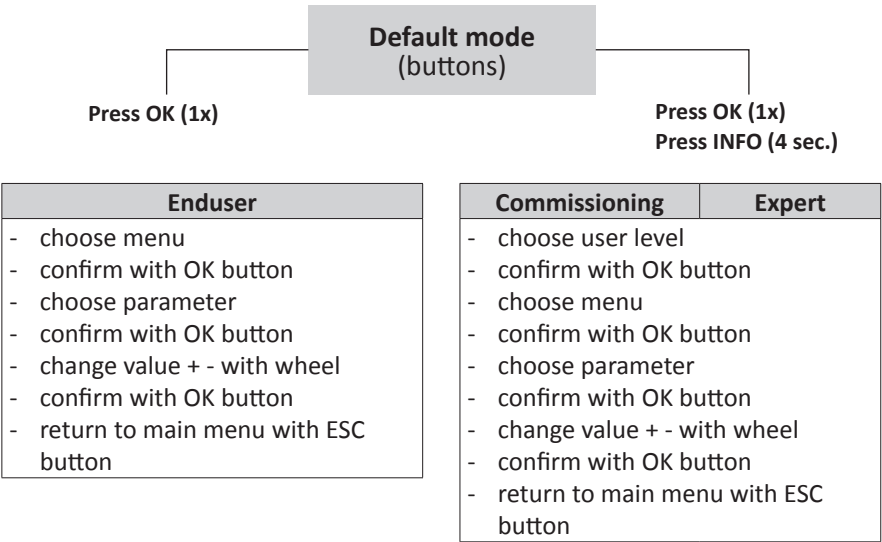 Default mode
(buttons)
Press OK (1x)
Press OK (1x)
Press INFO (4 sec.)
Enduser
- choose menu
- confirm with OK button
- choose parameter
- confirm with OK button
- change value + - with wheel
- confirm with OK button
- return to main menu with ESC
button
Commissioning Expert
- choose user level
- confirm with OK button
- choose menu
- confirm with OK button
- choose parameter
- confirm with OK button
- change value + - with wheel
- confirm with OK button
- return to main menu with ESC
button